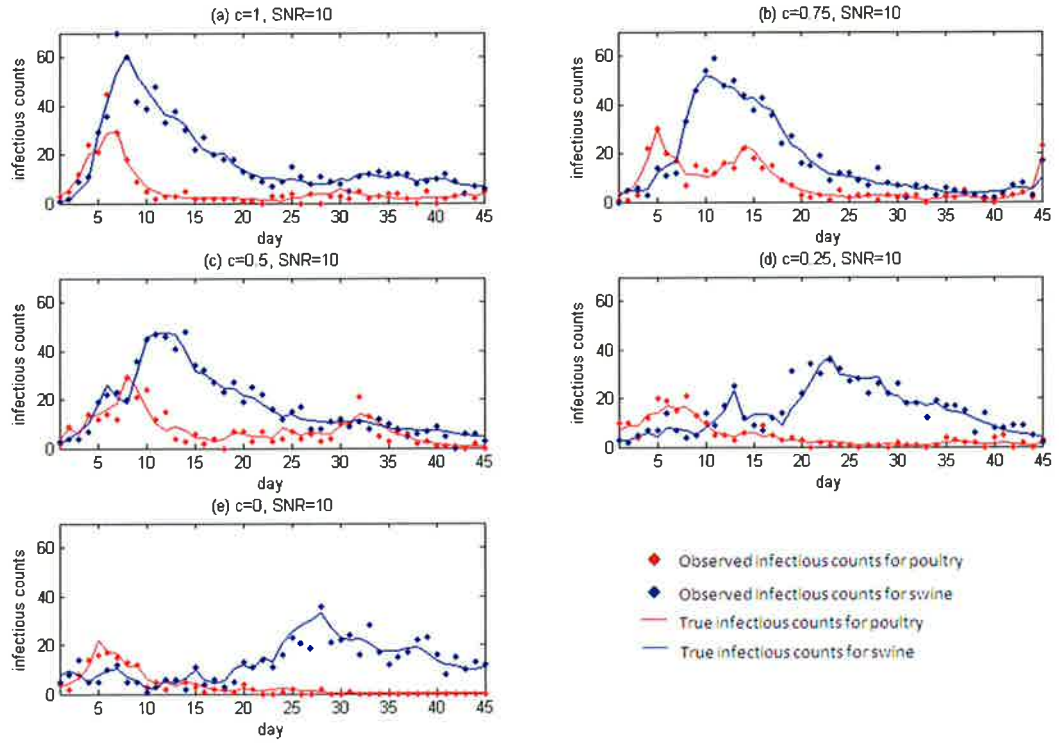 (a) c=1, SNR=10
60
40
20
0
infectious counts
5 10 15 20 25 30 35 40 45
day
(b) c=0.75, SNR=10
60
40
20
0
infectious counts
5 10 15 20 25 30 35 40 45
day
(c) c=0.5, SNR=10
60
40
20
0
infectious counts
5 10 15 20 25 30 35 40 45
day
(d) c=0.25, SNR=10
60
40
20
0
infectious counts
5 10 15 20 25 30 35 40 45
day
(e) c=0, SNR=10
60
40
20
0
infectious counts
5 10 15 20 25 30 35 40 45
day
Observed infectious counts for poultry
Observed infectious counts for swine
True infectious counts for poultry
True infectious counts for swine